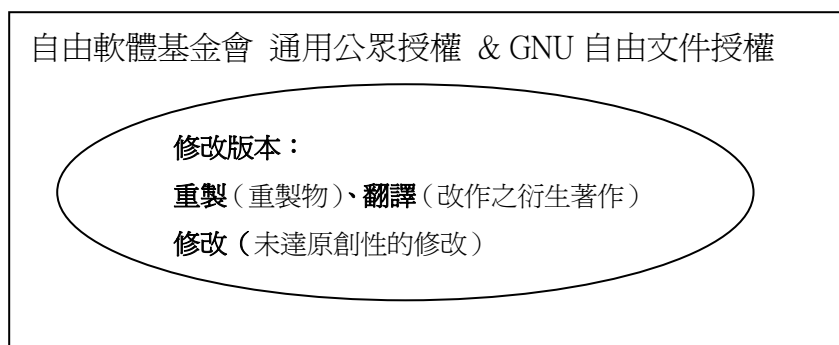 自由軟體基金會 通用公眾授權 & GNU 自由文件授權
修改版本：
重製（重製物）、翻譯（改作之衍生著作）
修改（未達原創性的修改）